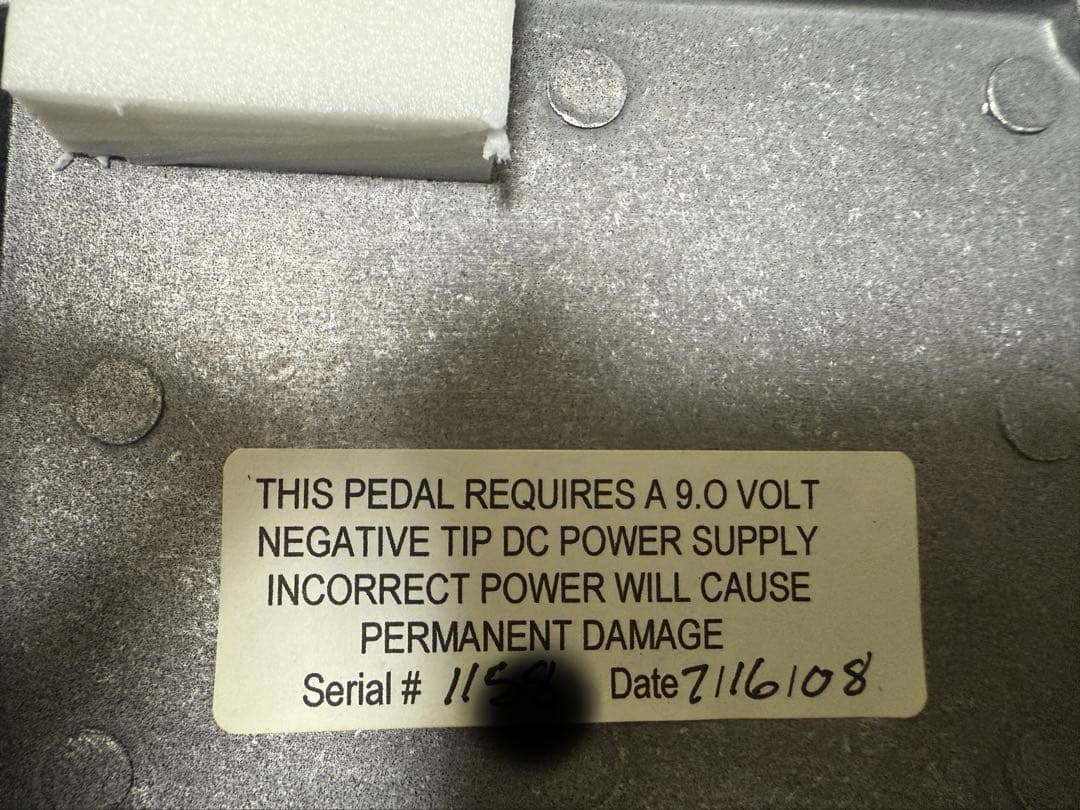 THIS PEDAL REQUIRES A 9.O VOLT
NEGATIVE TIP DC POWER SUPPLY
INCORRECT POWER WILL CAUSE
PERMANENT DAMAGE
Serial # Date 7/16/08